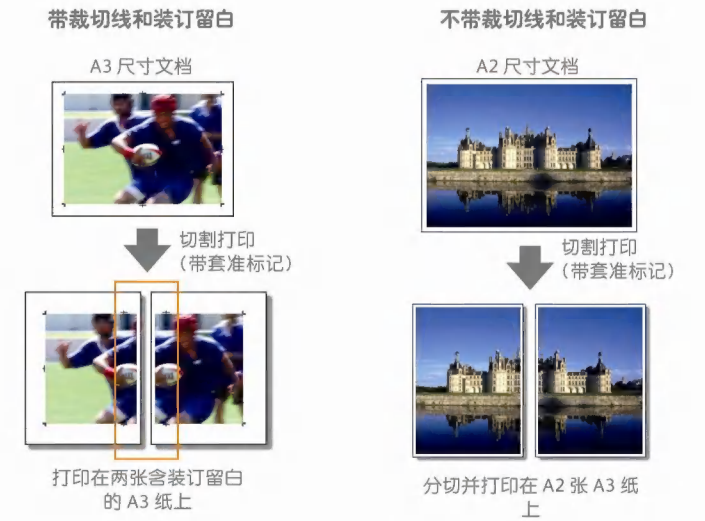 带裁切线和装订留白
A3 尺寸文档
切割打印
(带套准标记)
打印在两张含装订留白
的 A3 纸上
不带裁切线和装订留白
A2 尺寸文档
切割打印
(带套准标记)
分切并打印在 A2 张 A3 纸
上